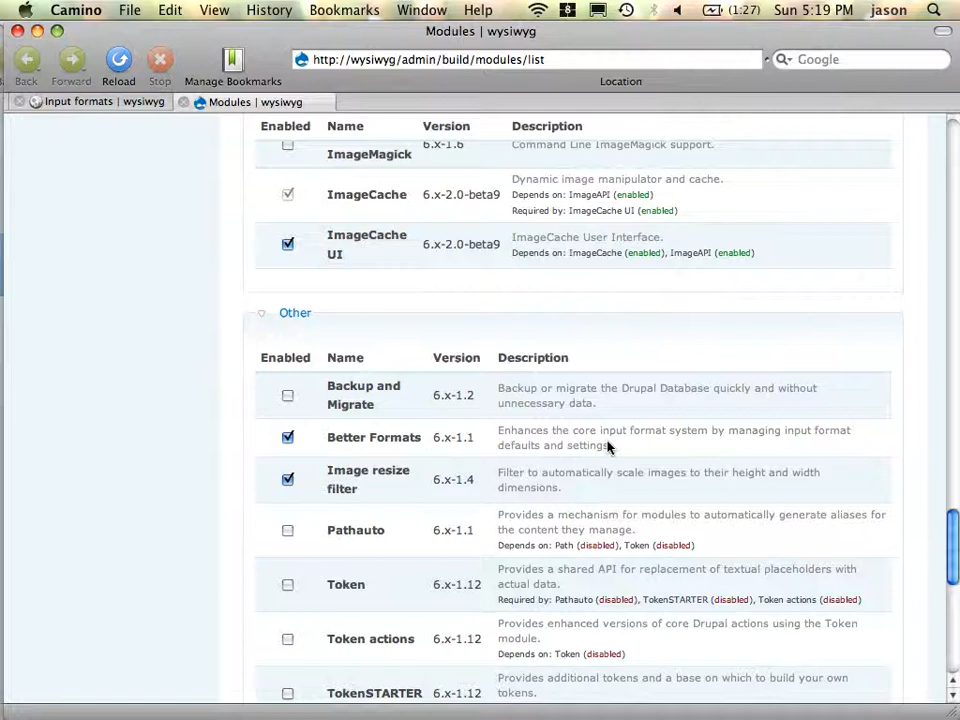 Camino File Edit View History Bookmarks Window Help (1:27) Sun 5:19 PM jason
Modules | wysiwyg
http://wysiwyg/admin/build/modules/list
Google
Back Forward Reload Stop Manage Bookmarks Location
Input formats | wysiwyg Modules | wysiwyg
Enabled Name Version Description
ImageMagick 6.x-1.6 Command Line ImageMagick support.
ImageCache 6.x-2.0-beta9 Dynamic image manipulator and cache.
Depends on: ImageAPI (enabled)
Required by: ImageCache UI (enabled)
ImageCache
UI
6.x-2.0-beta9
ImageCache User Interface.
Depends on: ImageCache (enabled), ImageAPI (enabled)
Other
Enabled Name Version Description
Backup and
Migrate
6.x-1.2
Backup or migrate the Drupal Database quickly and without
unnecessary data.
Better Formats 6.x-1.1
Enhances the core input format system by managing input format
defaults and settings.
Image resize
filter
6.x-1.4
Filter to automatically scale images to their height and width
dimensions.
Pathauto 6.x-1.1
Provides a mechanism for modules to automatically generate aliases for
the content they manage.
Depends on: Path (disabled), Token (disabled)
Token 6.x-1.12
Provides a shared API for replacement of textual placeholders with
actual data.
Required by: Pathauto (disabled), TokenSTARTER (disabled), Token actions (disabled)
Token actions 6.x-1.12
Provides enhanced versions of core Drupal actions using the Token
module.
Depends on: Token (disabled)
TokenSTARTER 6.x-1.12
Provides additional tokens and a base on which to build your own
tokens.